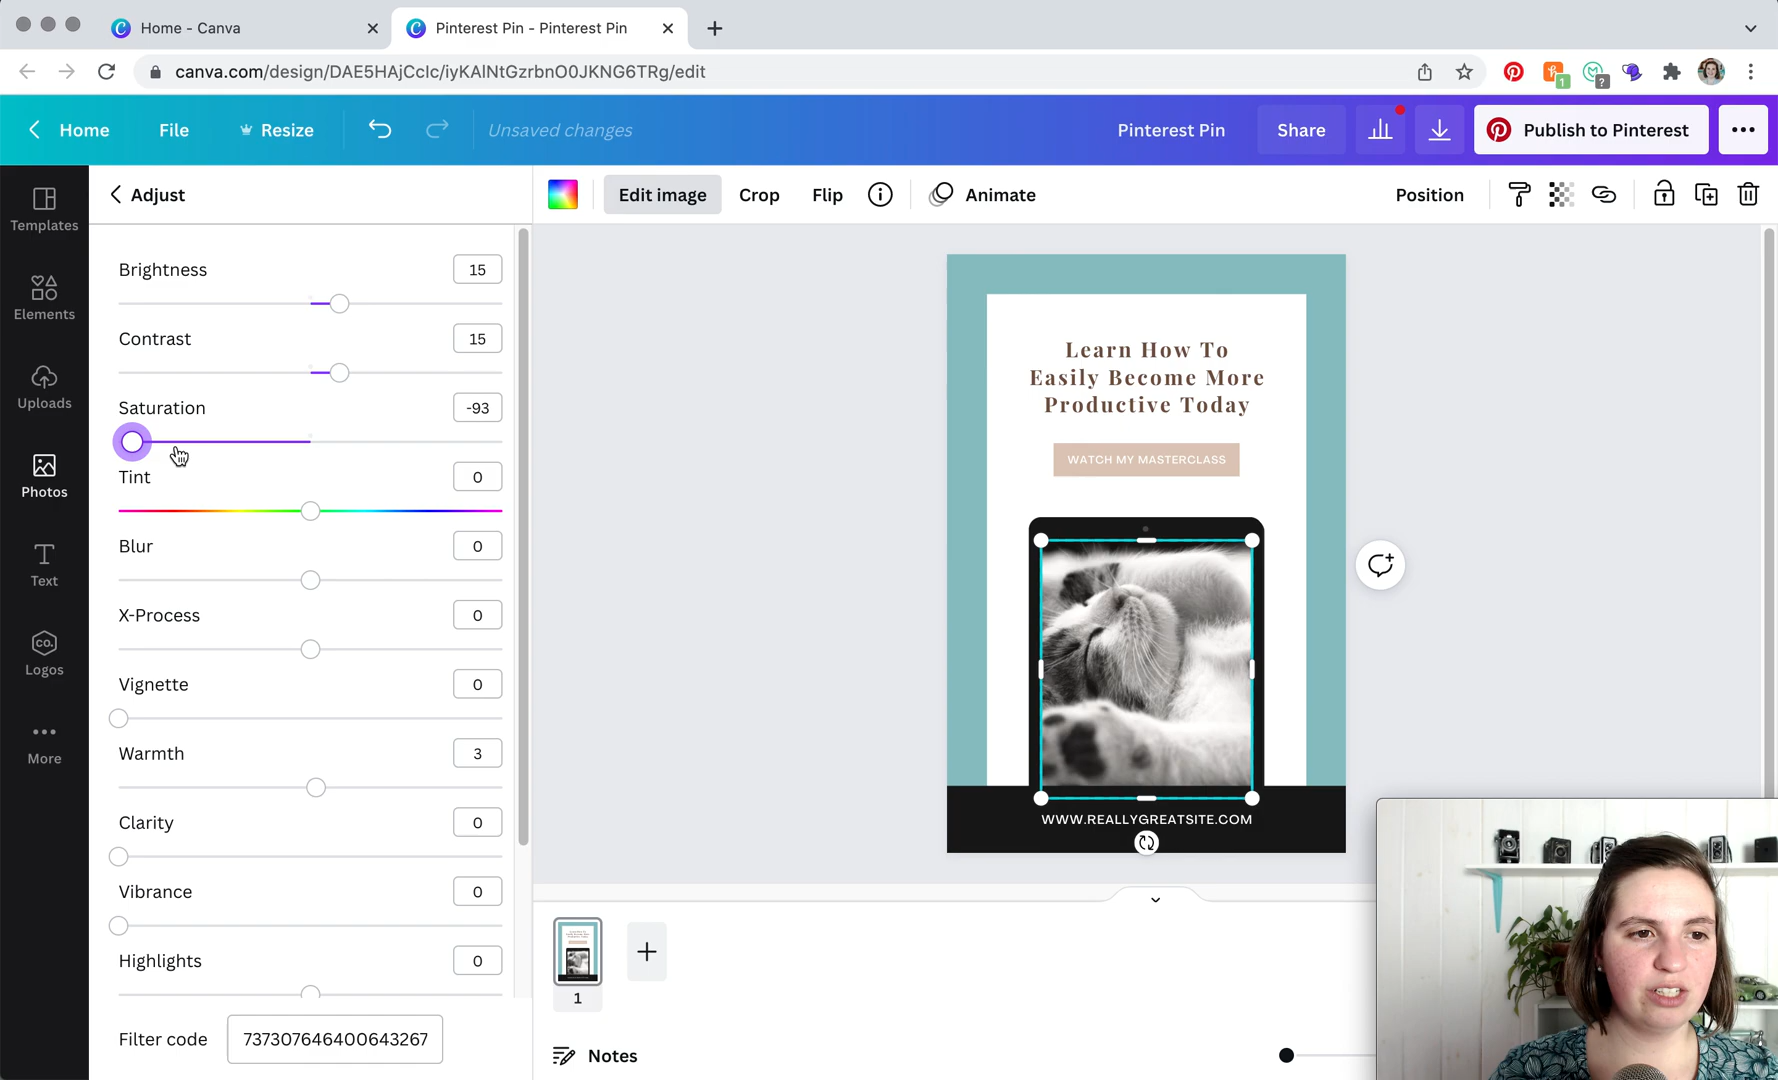 Home - Canva
Pinterest Pin - Pinterest Pin
canva.com/design/DAE5HAjCcIc/iyKAlNtGzrbnO0JKNG6TRg/edit
1
?
Home
File
Resize
Unsaved changes
Pinterest Pin
Share
Publish to Pinterest
Templates
Elements
Uploads
Photos
Text
CO.
Logos
More
Adjust
Edit image
Crop
Flip
Animate
Position
Brightness
15
Contrast
15
Saturation
-93
Tint
0
Blur
0
X-Process
0
Vignette
0
Warmth
3
Clarity
0
Vibrance
0
Highlights
0
Filter code
737307646400643267
Learn How To
Easily Become More
Productive Today
WATCH MY MASTERCLASS
WWW.REALLYGREATSITE.COM
1
Notes